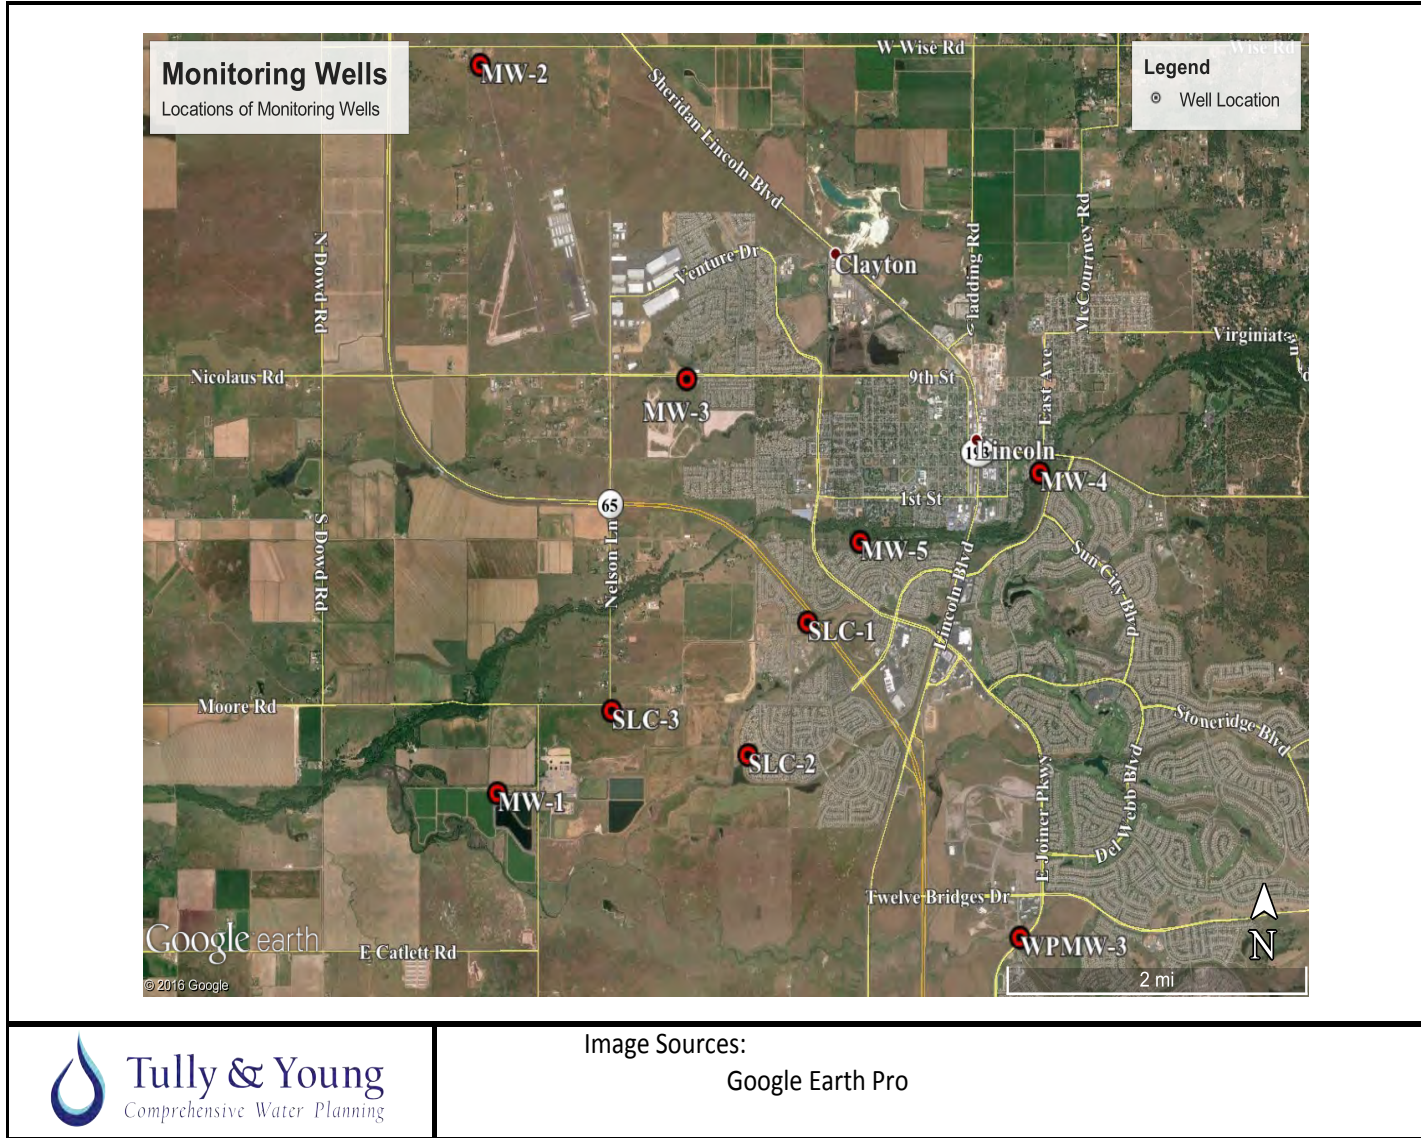 Monitoring Wells
Locations of Monitoring Wells
Legend
Well Location
W Wise Rd
Wise Rd
MW-2
Sheridan Lincoln Blvd
N Dowd Rd
Venture Dr
Clayton
McCourtney Rd
Virginiatown
Nicolaus Rd
9th St
East Ave
MW-3
Lincoln
MW-4
1st St
65
MW-5
S Dowd Rd
Nelson Ln
Sun City Blvd
Lincoln Blvd
SLC-1
Moore Rd
SLC-3
Stoneridge Blvd
SLC-2
MW-1
E Joiner Pkwy
Del Webb Blvd
Twelve Bridges Dr
WPMW-3
E Catlett Rd
Google earth
© 2016 Google
N
2 mi
Tully & Young
Comprehensive Water Planning
Image Sources:
Google Earth Pro